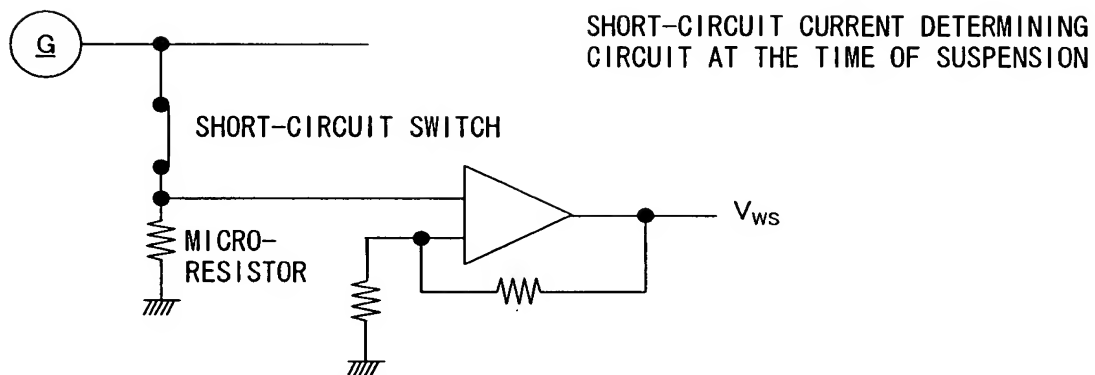 G
SHORT-CIRCUIT CURRENT DETERMINING
CIRCUIT AT THE TIME OF SUSPENSION
SHORT-CIRCUIT SWITCH
MICRO-
RESISTOR
VWS